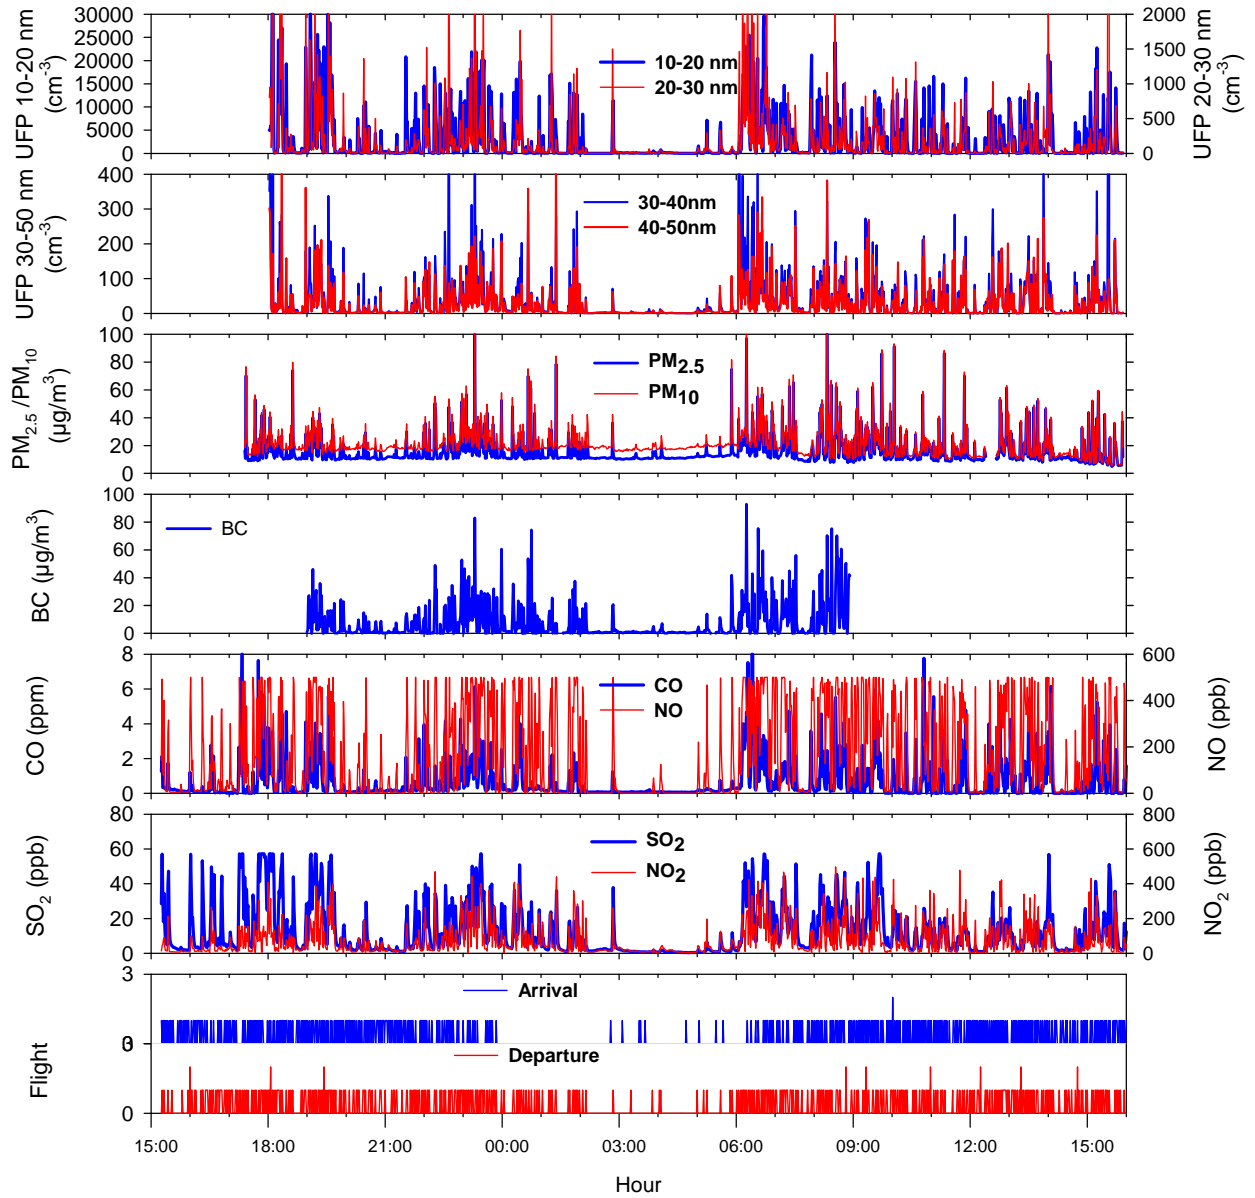 UFP 10-20 nm
(cm-3)
30000
25000
20000
15000
10000
5000
0
10-20 nm
20-30 nm
2000
1500
1000
500
0
UFP 20-30 nm
(cm-3)
UFP 30-50 nm
(cm-3)
400
300
200
100
0
30-40nm
40-50nm
PM2.5/PM10
(µg/m3)
100
80
60
40
20
0
PM2.5
PM10
BC (µg/m3)
100
80
60
40
20
0
BC
CO (ppm)
8
6
4
2
0
CO
NO
600
400
200
0
NO (ppb)
SO2 (ppb)
80
60
40
20
0
SO2
NO2
800
600
400
200
0
NO2 (ppb)
Flight
3
0
3
0
Arrival
Departure
15:00 18:00 21:00 00:00 03:00 06:00 09:00 12:00 15:00
Hour